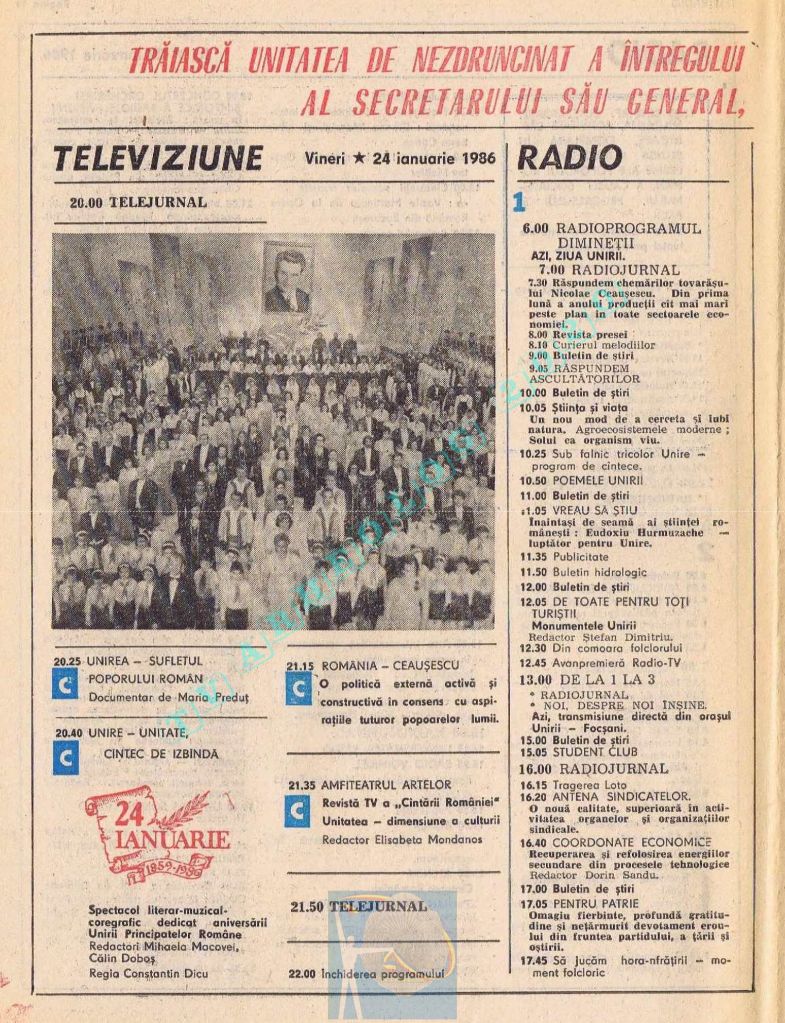 TRĂIASCĂ UNITATEA DE NEZDRUNCINAT A ÎNTREGULUI
AL SECRETARULUI SĂU GENERAL,
TELEVIZIUNE
Vineri ★ 24 ianuarie 1986
20.00 TELEJURNAL
20.25 UNIREA – SUFLETUL
POPORULUI ROMÂN
C
Documentar de Maria Preduț
20.40 UNIRE – UNITATE,
C
CINTEC DE IZBÎNDĂ
24
IANUARIE
1859-1986
Spectacol literar-muzical-
coregrafic dedicat aniversării
Unirii Principatelor Române
Redactori Mihaela Macovei,
Călin Doboș
Regia Constantin Dicu
21.15 ROMÂNIA – CEAUȘESCU
C
O politică externă activă și
constructivă în consens cu aspi-
rațiile tuturor popoarelor lumii.
21.35 AMFITEATRUL ARTELOR
C
Revistă TV a „Cîntării României"
Unitatea – dimensiune a culturii
Redactor Elisabeta Mondanos
21.50 TELEJURNAL
22.00 Închiderea programului
RADIO
1
6.00 RADIOPROGRAMUL
DIMINEȚII
AZI, ZIUA UNIRII.
7.00 RADIOJURNAL
7.30 Răspundem chemărilor tovarășu-
lui Nicolae Ceaușescu. Din prima
lună a anului producții cît mai mari
peste plan în toate sectoarele eco-
nomiei
8.00 Revista presei
8.10 Curierul melodiilor
9.00 Buletin de știri
9.05 RĂSPUNDEM
ASCULTĂTORILOR
10.00 Buletin de știri
10.05 Știința și viața
Un nou mod de a cerceta și iubi
natura. Agroecosistemele moderne ;
Solul ca organism viu.
10.25 Sub falnic tricolor Unire –
program de cîntece.
10.50 POEMELE UNIRII
11.00 Buletin de știri
11.05 VREAU SĂ ȘTIU
Înaintași de seamă ai științei ro-
mânești : Eudoxiu Hurmuzache –
luptător pentru Unire.
11.35 Publicitate
11.50 Buletin hidrologic
12.00 Buletin de știri
12.05 DE TOATE PENTRU TOȚI
TURIȘTII
Monumentele Unirii
Redactor Ștefan Dimitriu.
12.30 Din comoara folclorului
12.45 Avanpremieră Radio-TV
13.00 DE LA 1 LA 3
* RADIOJURNAL
* NOI, DESPRE NOI ÎNȘINE.
Azi, transmisiune directă din orașul
Unirii – Focșani.
15.00 Buletin de știri
15.05 STUDENT CLUB
16.00 RADIOJURNAL
16.15 Tragerea Loto
16.20 ANTENA SINDICATELOR.
O nouă calitate, superioară în acti-
vitatea organelor și organizațiilor
sindicale.
16.40 COORDONATE ECONOMICE
Recuperarea și refolosirea energiilor
secundare din procesele tehnologice
Redactor Dorin Sandu.
17.00 Buletin de știri
17.05 PENTRU PATRIE
Omagiu fierbinte, profundă gratitu-
dine și nețărmurit devotament erou-
lui din fruntea partidului, a țării și
oștirii.
17.45 Să jucăm hora-nfrățirii – mo-
ment folcloric